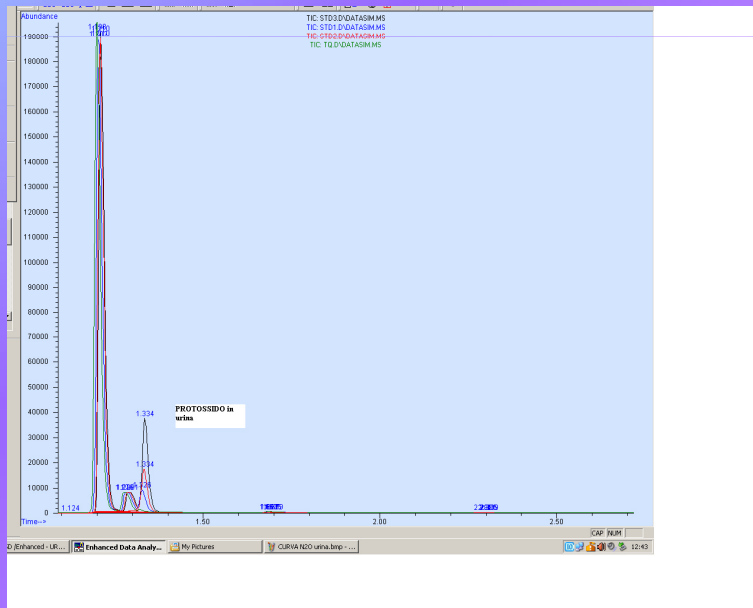 Abundance
TIC: STD3.D\DATASIM.MS
TIC: STD1.D\DATASIM.MS
TIC: STD2.D\DATASIM.MS
TIC: TQ.D\DATASIM.MS
190000
180000
170000
160000
150000
140000
130000
120000
110000
100000
90000
80000
70000
60000
50000
40000
30000
20000
10000
0
1.334
PROTOSSIDO in
urina
1.334
1.124
Time-->
1.50
2.00
2.50
CAP NUM
D /Enhanced - UR...
Enhanced Data Analy...
My Pictures
CURVA N2O urina.bmp - ...
12:43